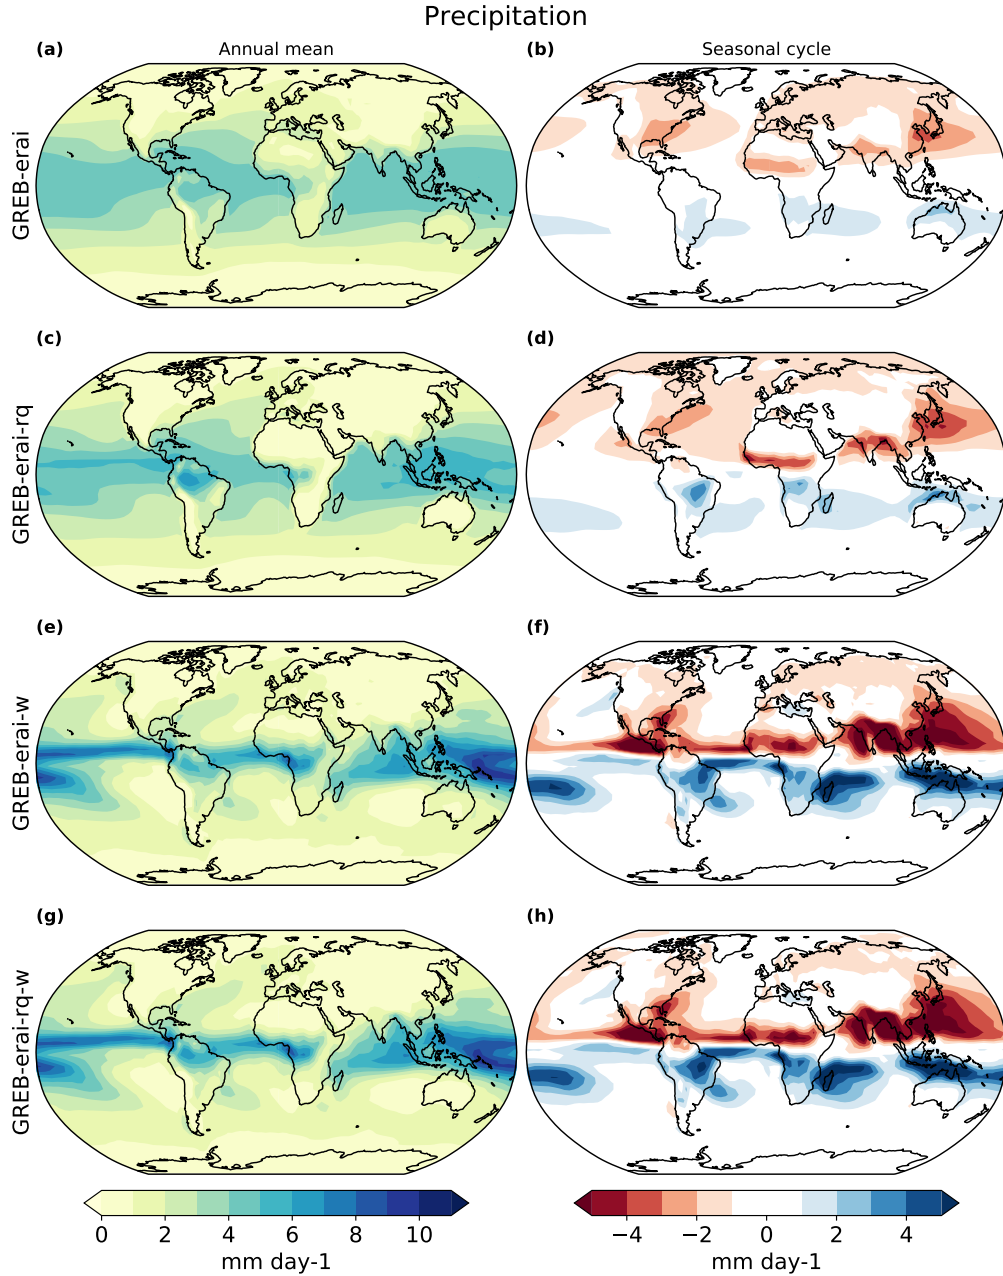 Precipitation
(a) Annual mean (b) Seasonal cycle
GREB-erai
(c) (d)
GREB-erai-rq
(e) (f)
GREB-erai-w
(g) (h)
GREB-erai-rq-w
0 2 4 6 8 10 −4 −2 0 2 4
mm day-1 mm day-1